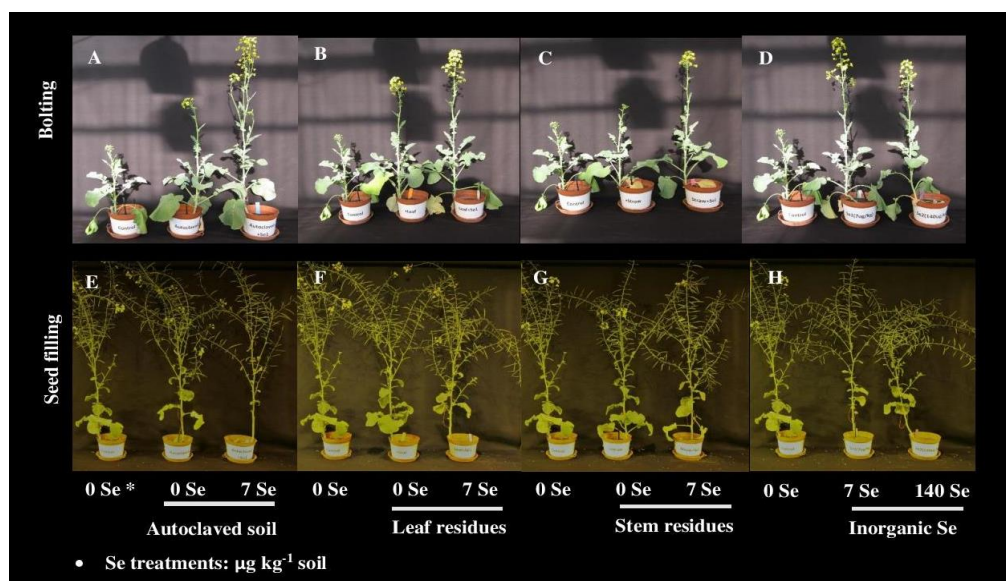 A
B
C
D
Bolting
Control
E
F
G
H
Seed filling
0 Se *
0 Se
7 Se
0 Se
0 Se
7 Se
0 Se
0 Se
7 Se
0 Se
7 Se
140 Se
Autoclaved soil
Leaf residues
Stem residues
Inorganic Se
• Se treatments: µg kg⁻¹ soil